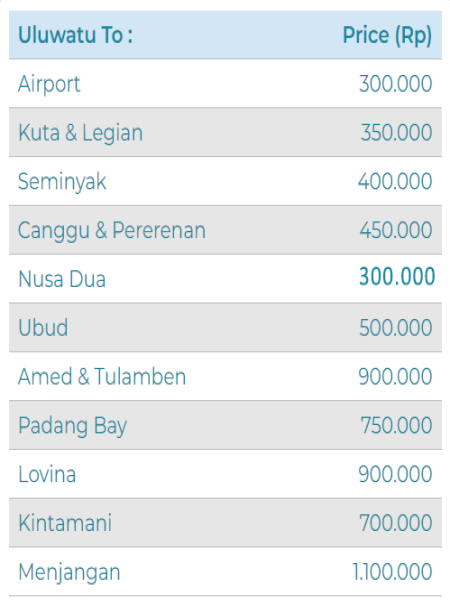 Uluwatu To : Price (Rp)
Airport 300.000
Kuta & Legian 350.000
Seminyak 400.000
Canggu & Pererenan 450.000
Nusa Dua 300.000
Ubud 500.000
Amed & Tulamben 900.000
Padang Bay 750.000
Lovina 900.000
Kintamani 700.000
Menjangan 1.100.000